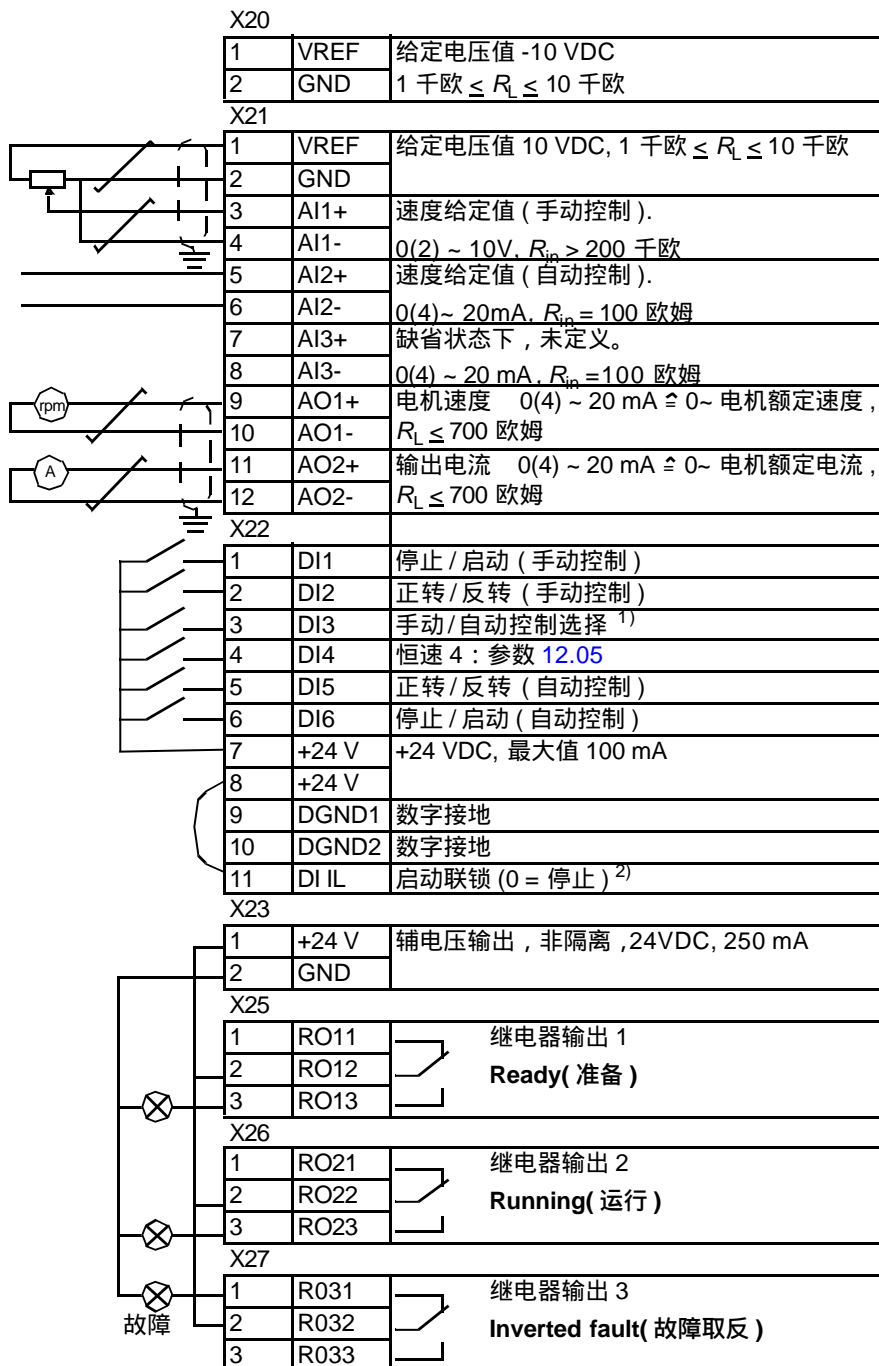 X20
1 VREF 给定电压值 -10 VDC
2 GND 1 千欧 ≤ RL ≤ 10 千欧
X21
1 VREF 给定电压值 10 VDC, 1 千欧 ≤ RL ≤ 10 千欧
2 GND
3 AI1+ 速度给定值 ( 手动控制 ).
4 AI1- 0(2) ~ 10V, Rin > 200 千欧
5 AI2+ 速度给定值 ( 自动控制 ).
6 AI2- 0(4)~ 20mA, Rin = 100 欧姆
7 AI3+ 缺省状态下，未定义。
8 AI3- 0(4) ~ 20 mA, Rin =100 欧姆
rpm 9 AO1+ 电机速度 0(4) ~ 20 mA ≙ 0~ 电机额定速度，
10 AO1- RL ≤ 700 欧姆
A 11 AO2+ 输出电流 0(4) ~ 20 mA ≙ 0~ 电机额定电流，
12 AO2- RL ≤ 700 欧姆
X22
1 DI1 停止 / 启动 ( 手动控制 )
2 DI2 正转 / 反转 ( 手动控制 )
3 DI3 手动/自动控制选择 1)
4 DI4 恒速 4：参数 12.05
5 DI5 正转 / 反转 ( 自动控制 )
6 DI6 停止 / 启动 ( 自动控制 )
7 +24 V +24 VDC, 最大值 100 mA
8 +24 V
9 DGND1 数字接地
10 DGND2 数字接地
11 DI IL 启动联锁 (0 = 停止 ) 2)
X23
1 +24 V 辅电压输出，非隔离 ,24VDC, 250 mA
2 GND
X25
1 RO11 继电器输出 1
2 RO12 Ready( 准备 )
3 RO13
X26
1 RO21 继电器输出 2
2 RO22 Running( 运行 )
3 RO23
X27
1 R031 继电器输出 3
故障 2 R032 Inverted fault( 故障取反 )
3 R033